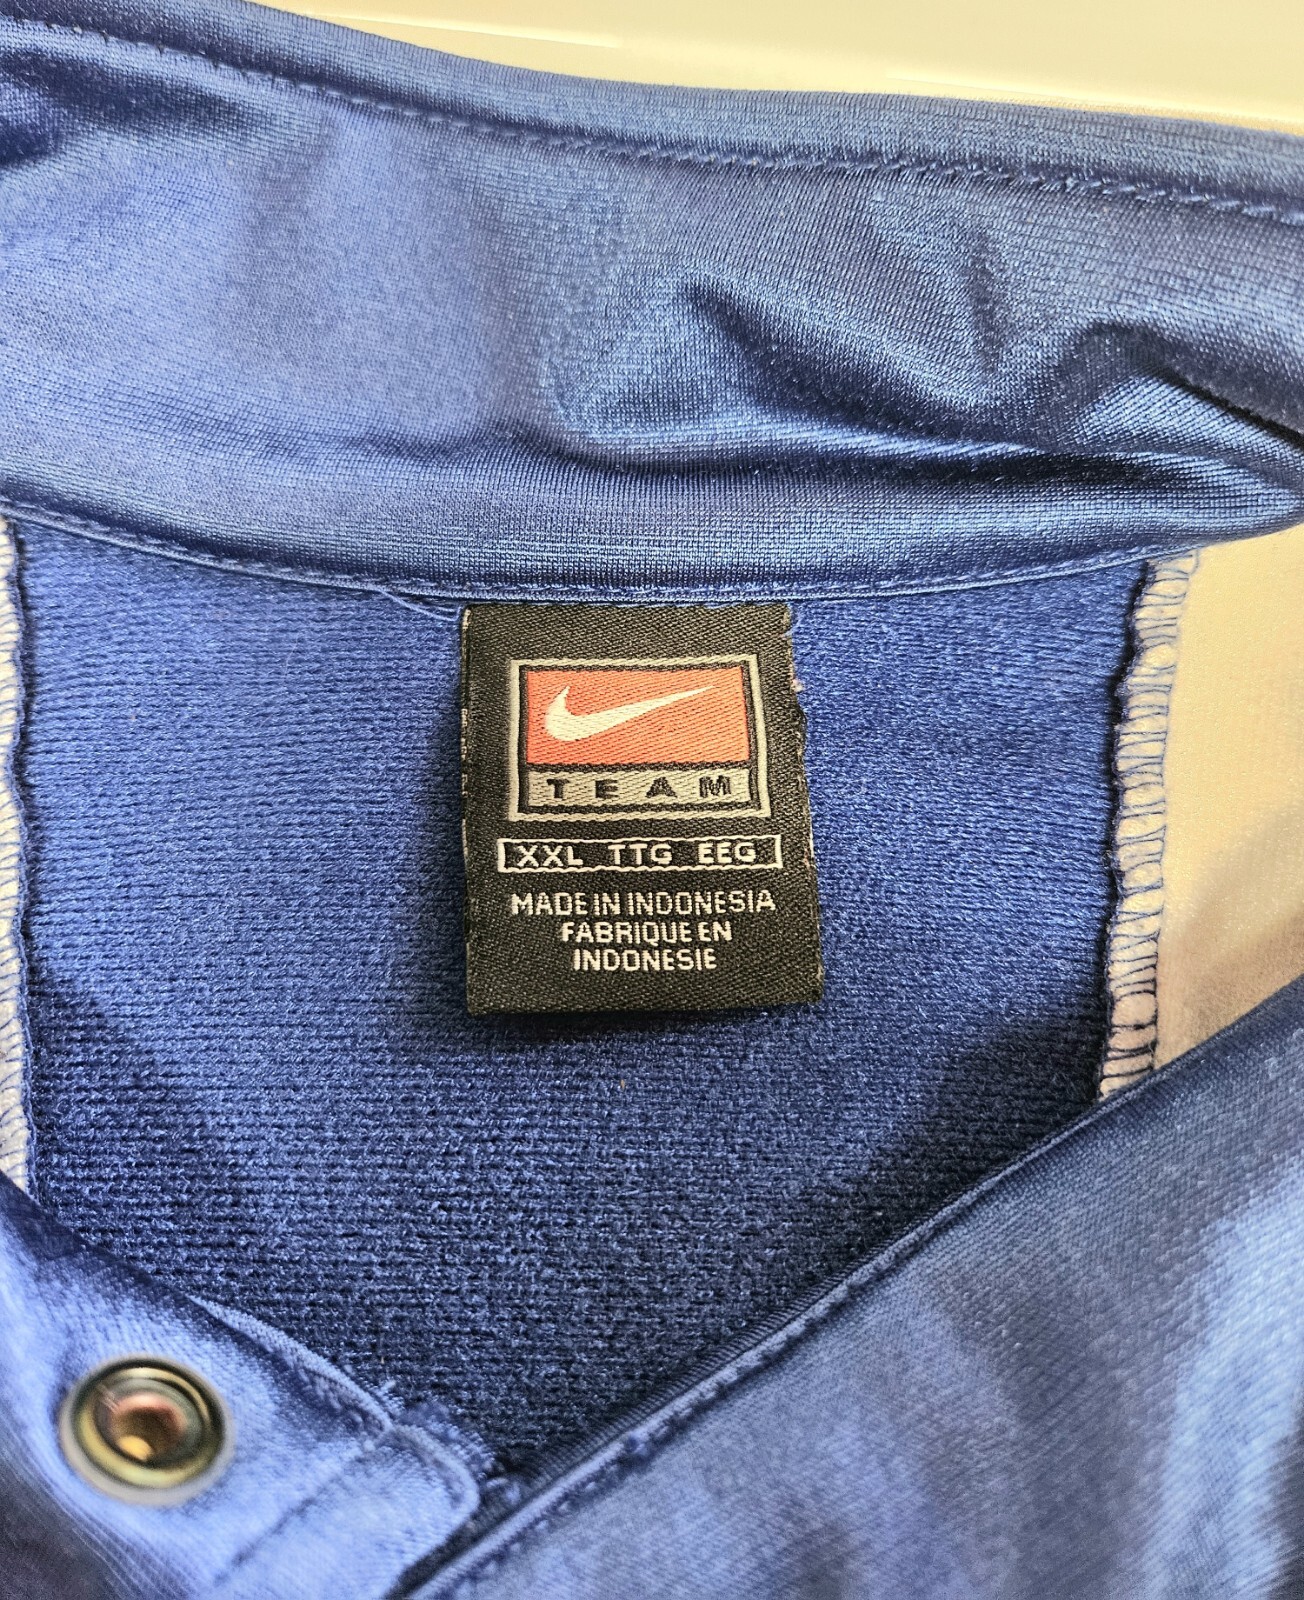 TEAM
XXL TTG EEG
MADE IN INDONESIA
FABRIQUE EN
INDONESIE